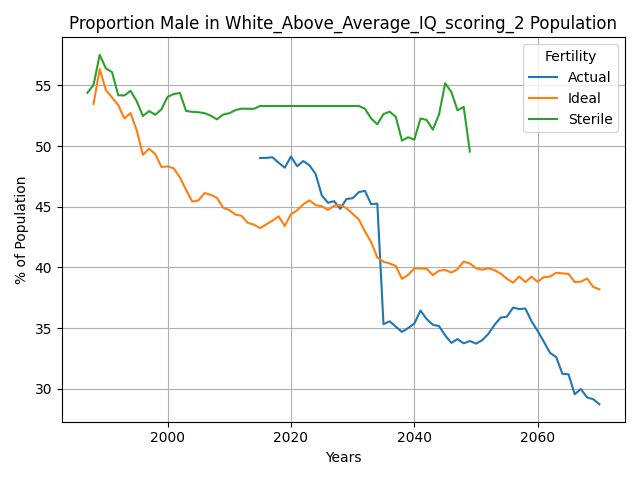 Proportion Male in White_Above_Average_IQ_scoring_2 Population
Fertility
Actual
Ideal
Sterile
% of Population
55
50
45
40
35
30
2000
2020
2040
2060
Years